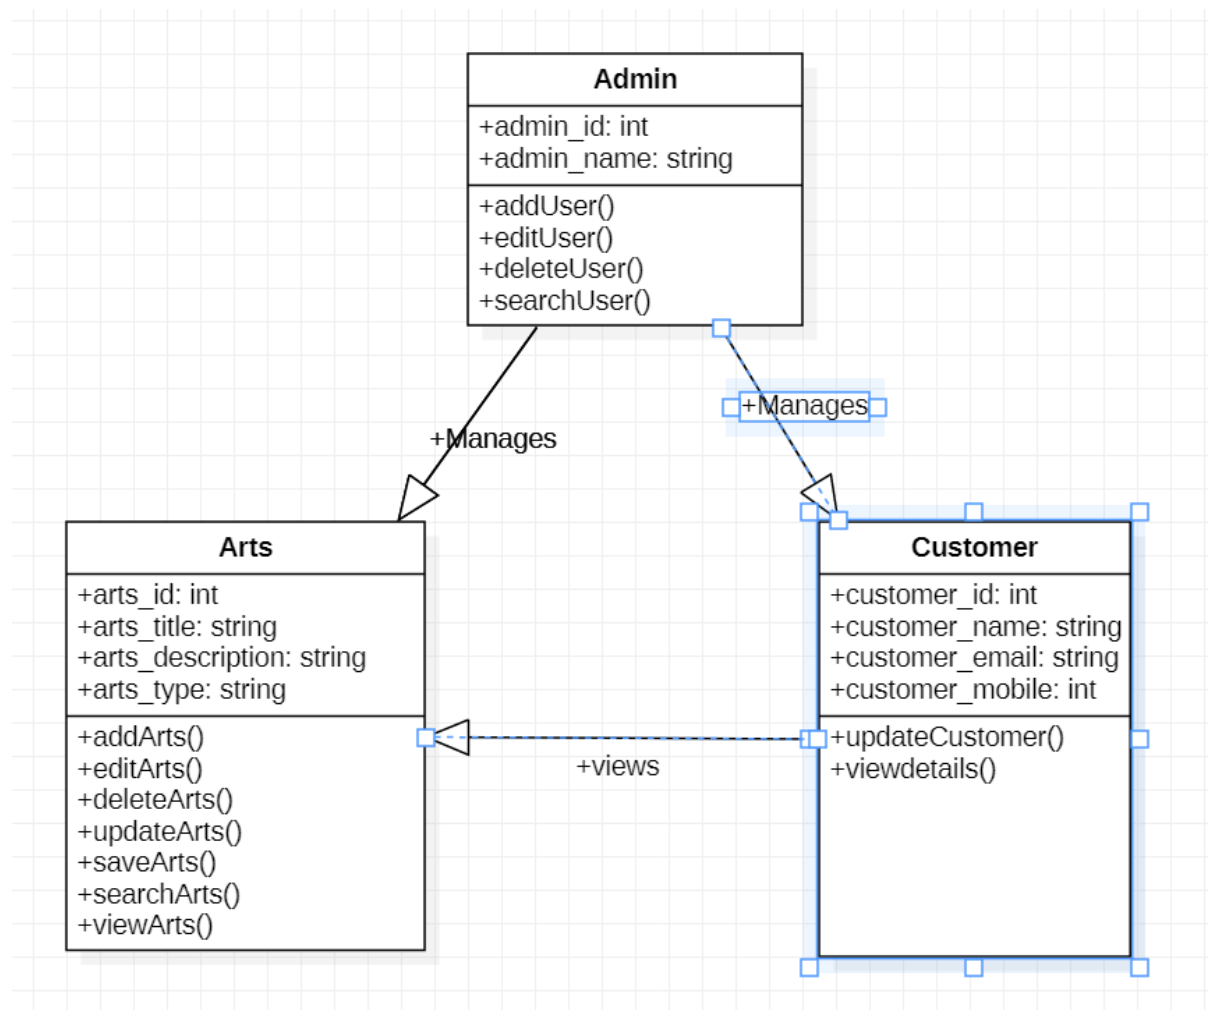 Admin
+admin_id: int
+admin_name: string
+addUser()
+editUser()
+deleteUser()
+searchUser()
+Manages
+Manages
Arts
+arts_id: int
+arts_title: string
+arts_description: string
+arts_type: string
+addArts()
+editArts()
+deleteArts()
+updateArts()
+saveArts()
+searchArts()
+viewArts()
+views
Customer
+customer_id: int
+customer_name: string
+customer_email: string
+customer_mobile: int
+updateCustomer()
+viewdetails()